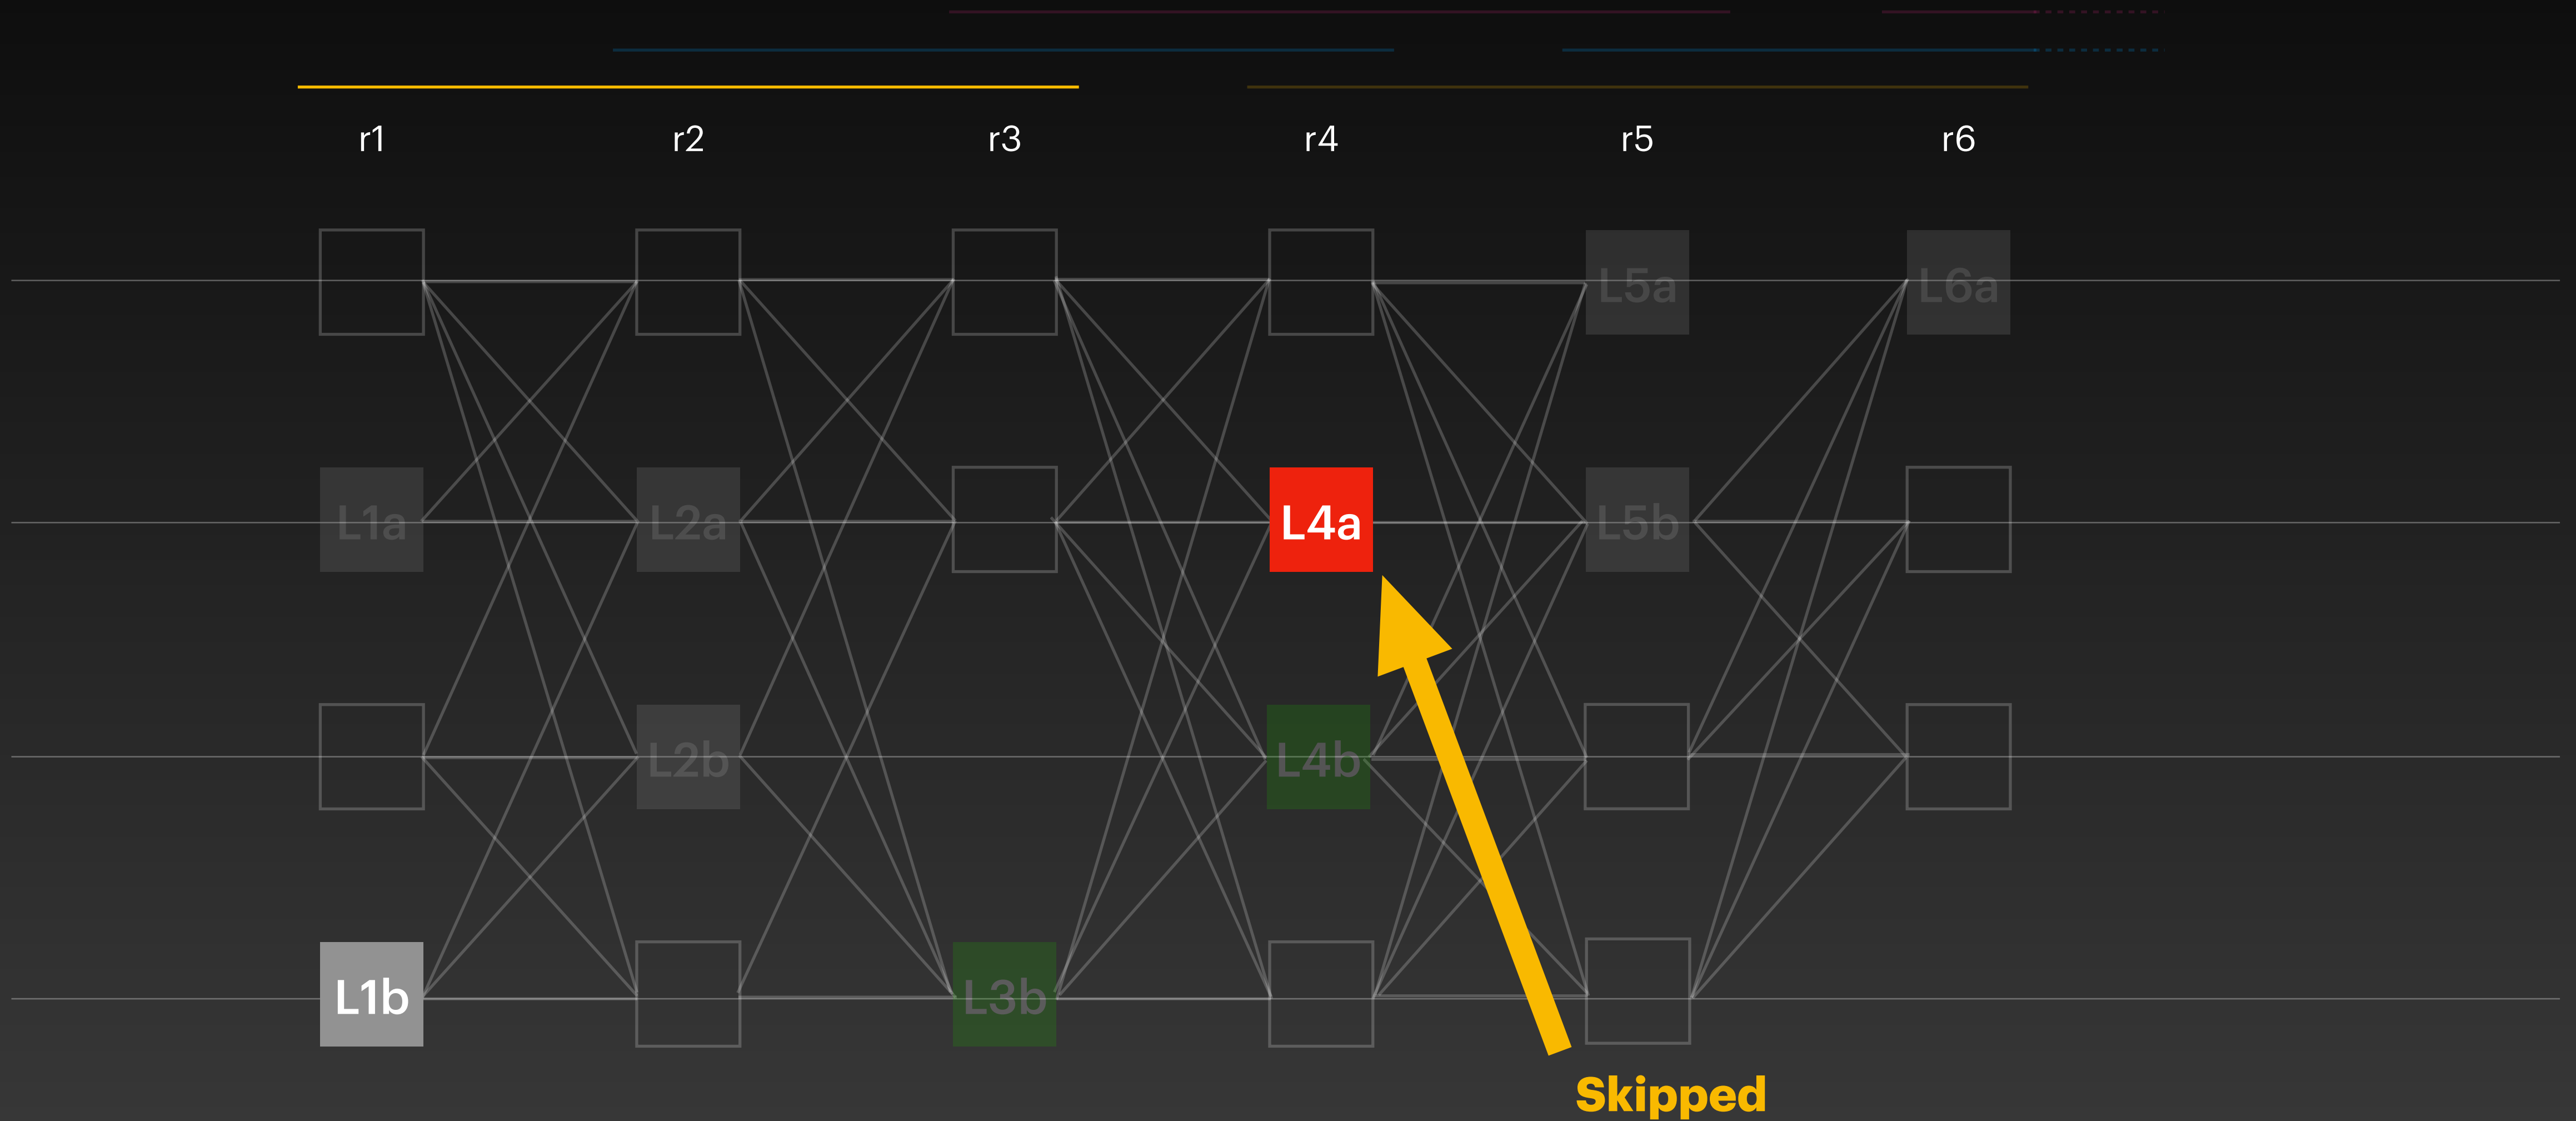 r1 r2 r3 r4 r5 r6
L5a L6a
L1a L2a L4a L5b
L2b L4b
L1b L3b
Skipped